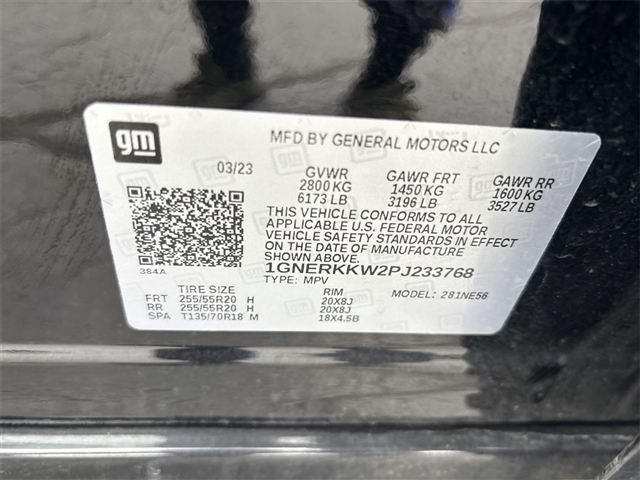 gm
MFD BY GENERAL MOTORS LLC
03/23 GVWR GAWR FRT GAWR RR
2800 KG 1450 KG 1600 KG
6173 LB 3196 LB 3527 LB
THIS VEHICLE CONFORMS TO ALL
APPLICABLE U.S. FEDERAL MOTOR
VEHICLE SAFETY STANDARDS IN EFFECT
ON THE DATE OF MANUFACTURE
384A
1GNERKKW2PJ233768
TYPE: MPV MODEL: 281NE56
TIRE SIZE RIM
FRT 255/55R20 H 20X8J
RR 255/55R20 H 20X8J
SPA T135/70R18 M 18X4.5B